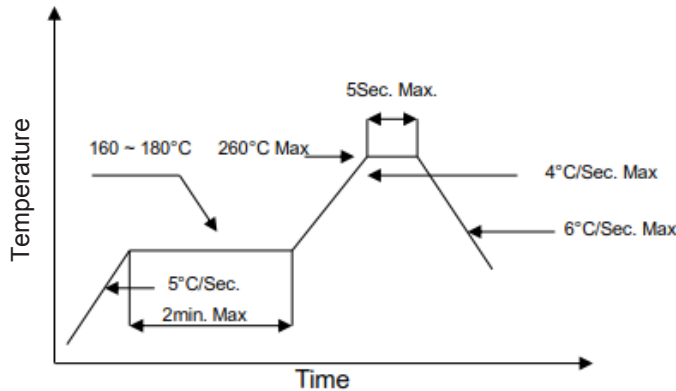 5Sec. Max.
160 ~ 180°C 260°C Max
4°C/Sec. Max
6°C/Sec. Max
5°C/Sec.
2min. Max
Temperature
Time